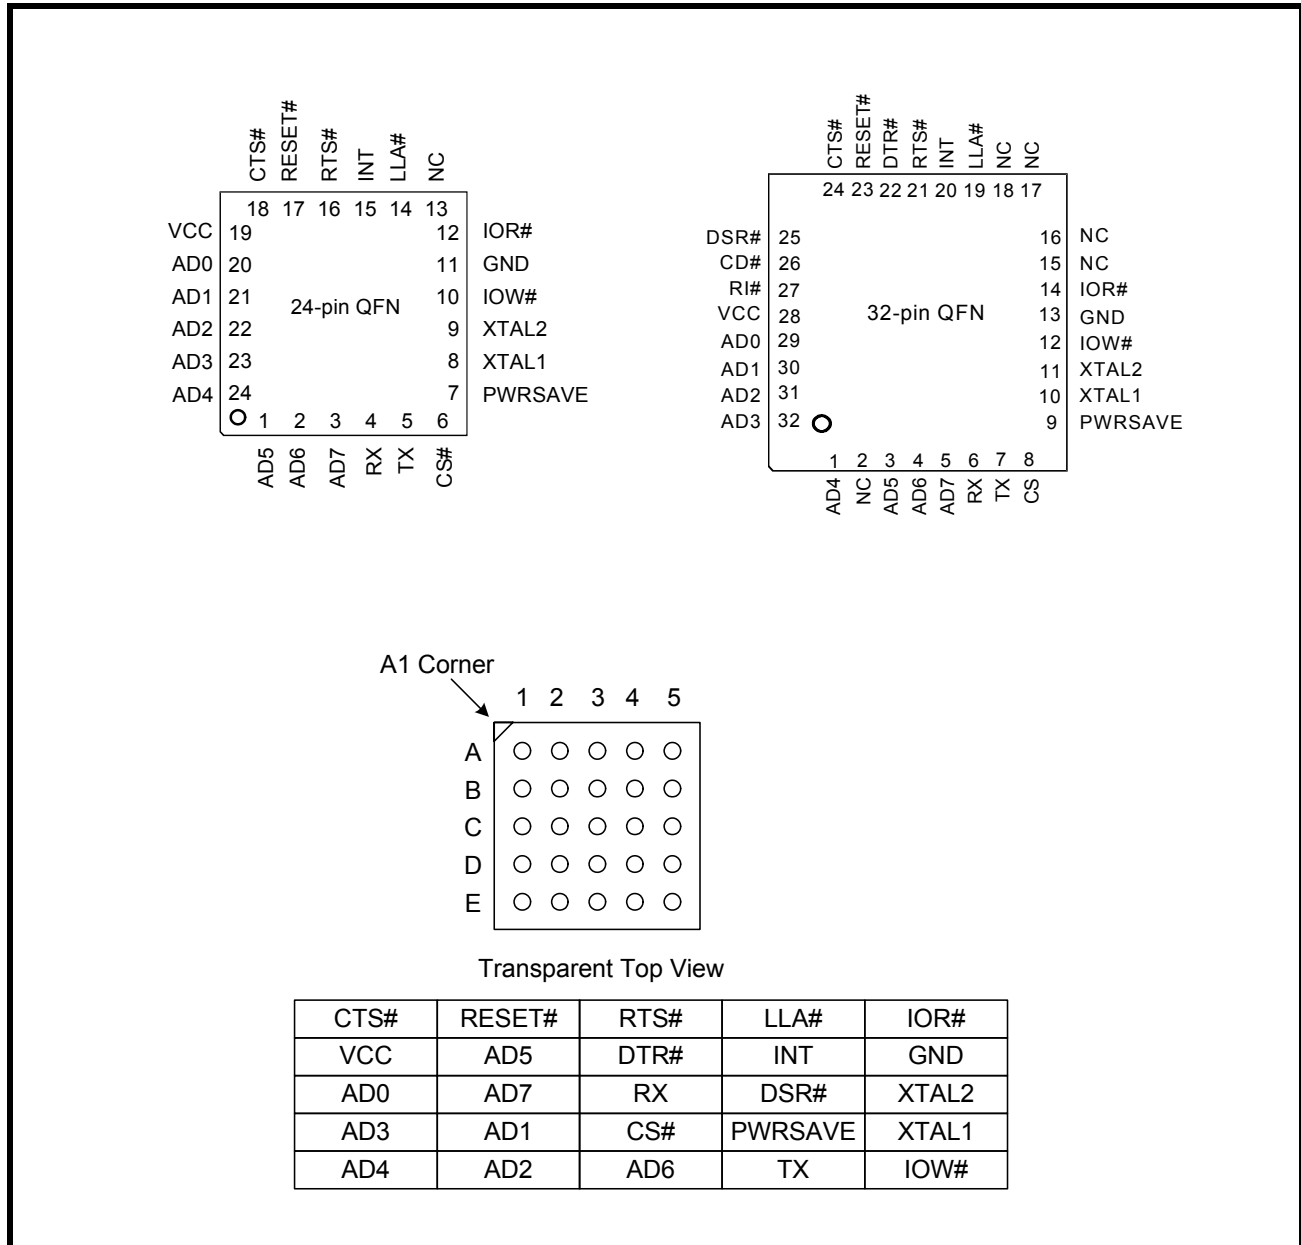 CTS# RESET# RTS# INT LLA# NC
18 17 16 15 14 13
VCC 19 12 IOR#
AD0 20 11 GND
AD1 21 24-pin QFN 10 IOW#
AD2 22 9 XTAL2
AD3 23 8 XTAL1
AD4 24 7 PWRSAVE
1 2 3 4 5 6
AD5 AD6 AD7 RX TX CS#
CTS# RESET# DTR# RTS# INT LLA# NC NC
24 23 22 21 20 19 18 17
DSR# 25 16 NC
CD# 26 15 NC
RI# 27 14 IOR#
VCC 28 32-pin QFN 13 GND
AD0 29 12 IOW#
AD1 30 11 XTAL2
AD2 31 10 XTAL1
AD3 32 9 PWRSAVE
1 2 3 4 5 6 7 8
AD4 NC AD5 AD6 AD7 RX TX CS
A1 Corner
1 2 3 4 5
A
B
C
D
E
Transparent Top View
CTS# RESET# RTS# LLA# IOR#
VCC AD5 DTR# INT GND
AD0 AD7 RX DSR# XTAL2
AD3 AD1 CS# PWRSAVE XTAL1
AD4 AD2 AD6 TX IOW#